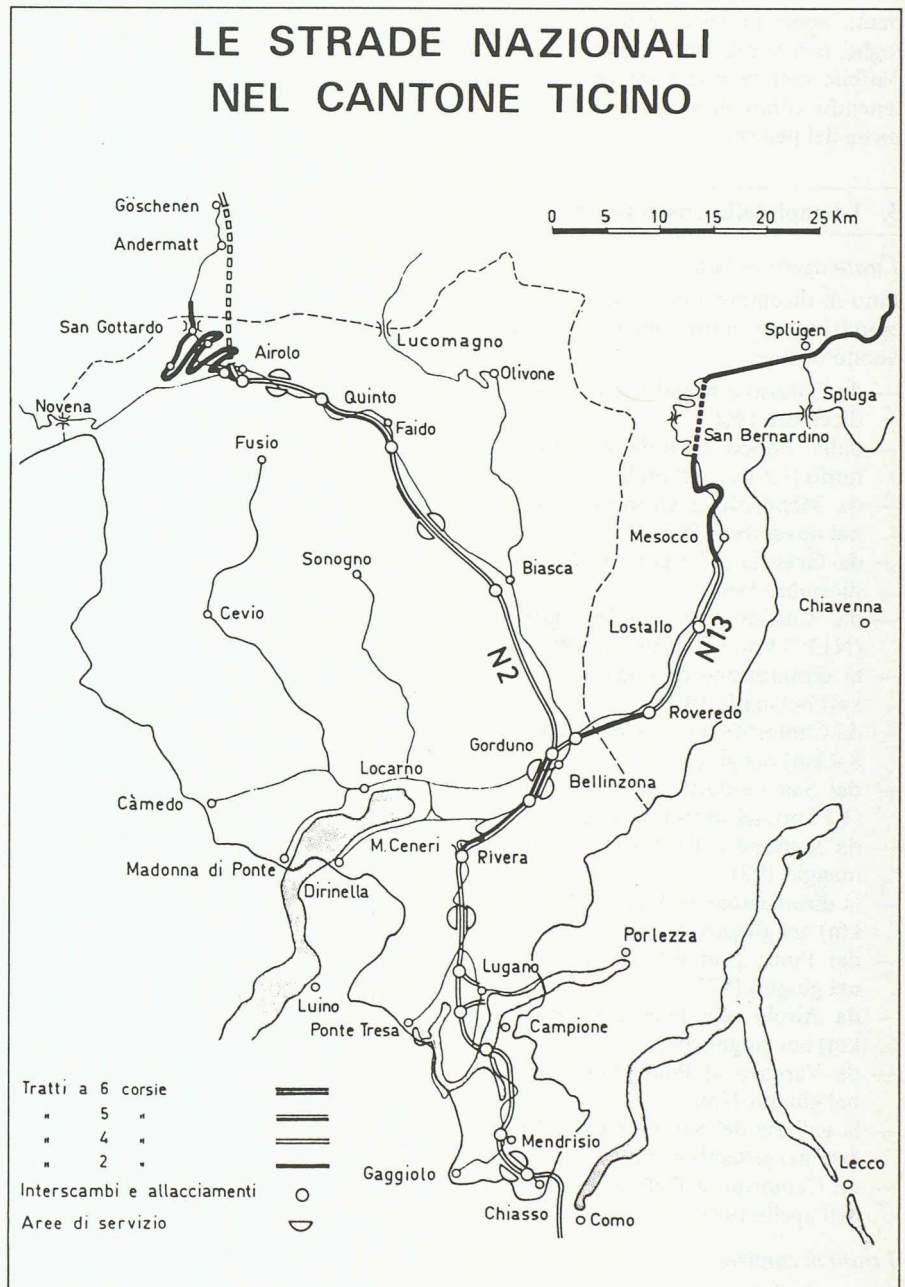 LE STRADE NAZIONALI
NEL CANTONE TICINO
0 5 10 15 20 25 Km
Göschenen
Andermatt
San Gottardo
Airolo
Lucomagno
Splügen
Novena
Quinto
Olivone
Spluga
Fusio
Faido
San Bernardino
Sonogno
Mesocco
Biasca
Cevio
Chiavenna
Lostallo
N13
N2
Roveredo
Gorduno
Locarno
Bellinzona
Càmedo
M. Ceneri
Rivera
Madonna di Ponte
Dirinella
Porlezza
Lugano
Luino
Ponte Tresa
Campione
Tratti a 6 corsie
" 5 "
" 4 "
" 2 "
Interscambi e allacciamenti
Aree di servizio
Mendrisio
Gaggiolo
Chiasso
Como
Lecco